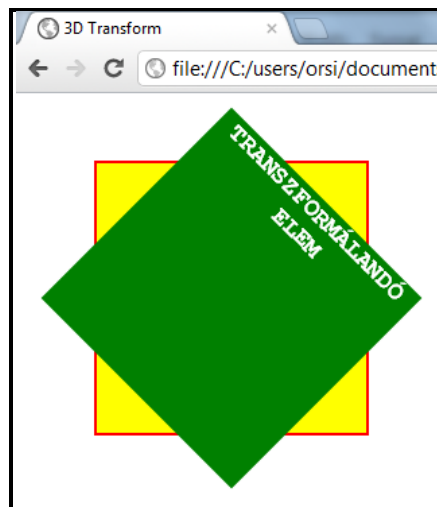 3D Transform
file:///C:/users/orsi/document
TRANSZFORMÁLANDÓ
ELEM